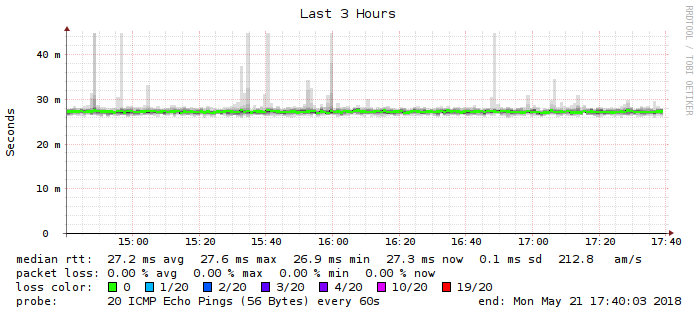 Last 3 Hours
RRDTOOL / TOBI OETIKER
Seconds
40 m
30 m
20 m
10 m
0
15:00 15:20 15:40 16:00 16:20 16:40 17:00 17:20 17:40
median rtt: 27.2 ms avg 27.6 ms max 26.9 ms min 27.3 ms now 0.1 ms sd 212.8 am/s
packet loss: 0.00 % avg 0.00 % max 0.00 % min 0.00 % now
loss color: 0 1/20 2/20 3/20 4/20 10/20 19/20
probe: 20 ICMP Echo Pings (56 Bytes) every 60s end: Mon May 21 17:40:03 2018